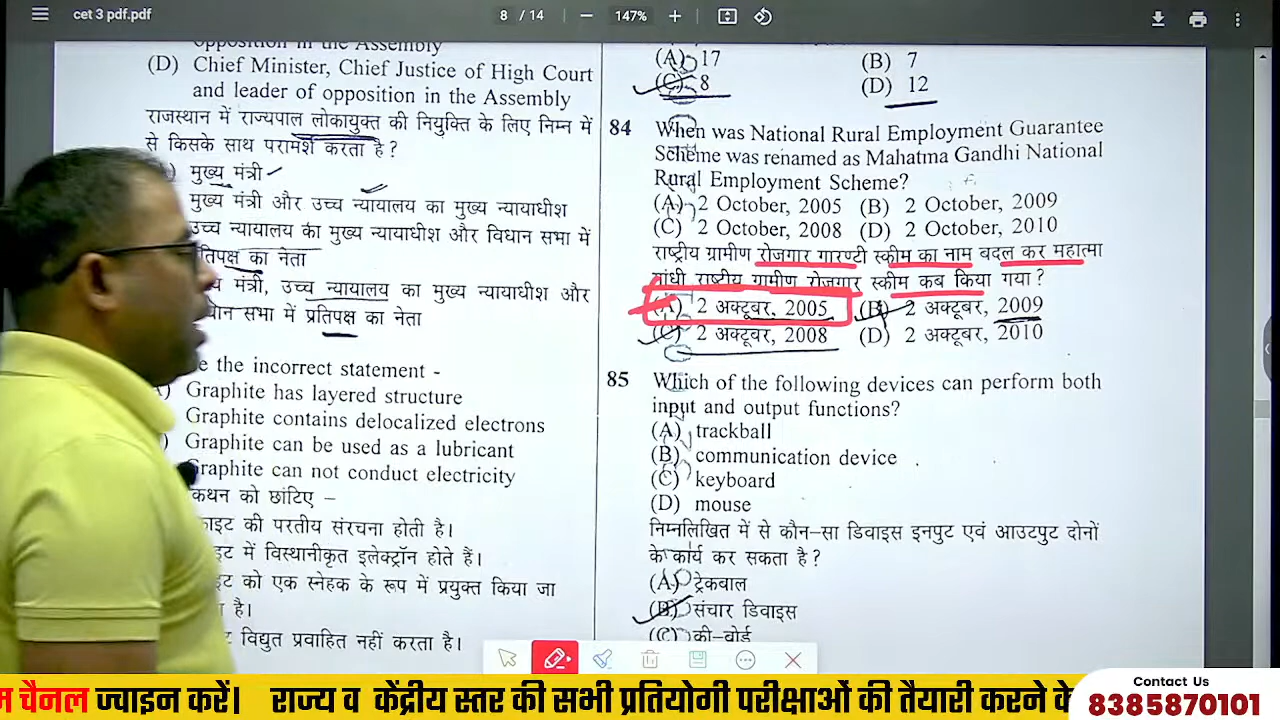 cet 3 pdf.pdf
8 / 14
147%
opposition in the Assembly
(D) Chief Minister, Chief Justice of High Court
and leader of opposition in the Assembly
राजस्थान में राज्यपाल लोकायुक्त की नियुक्ति के लिए निम्न में
से किसके साथ परामर्श करता है ?
मुख्य मंत्री
मुख्य मंत्री और उच्च न्यायालय का मुख्य न्यायाधीश
उच्च न्यायालय का मुख्य न्यायाधीश और विधान सभा में
का नेता
मंत्री, उच्च न्यायालय का मुख्य न्यायाधीश और
सभा में प्रतिपक्ष का नेता
the incorrect statement -
Graphite has layered structure
Graphite contains delocalized electrons
Graphite can be used as a lubricant
Graphite can not conduct electricity
कथन को छांटिए –
की परतीय संरचना होती है।
में विस्थानीकृत इलेक्ट्रॉन होते हैं।
को एक स्नेहक के रूप में प्रयुक्त किया जा
है।
विद्युत प्रवाहित नहीं करता है।
(A) 17 (B) 7
(C) 8 (D) 12
84 When was National Rural Employment Guarantee
Scheme was renamed as Mahatma Gandhi National
Rural Employment Scheme?
(A) 2 October, 2005 (B) 2 October, 2009
(C) 2 October, 2008 (D) 2 October, 2010
राष्ट्रीय ग्रामीण रोजगार गारण्टी स्कीम का नाम बदल कर महात्मा
गांधी राष्ट्रीय ग्रामीण रोजगार स्कीम कब किया गया ?
(A) 2 अक्टूबर, 2005 (B) 2 अक्टूबर, 2009
(C) 2 अक्टूबर, 2008 (D) 2 अक्टूबर, 2010
85 Which of the following devices can perform both
input and output functions?
(A) trackball
(B) communication device
(C) keyboard
(D) mouse
निम्नलिखित में से कौन-सा डिवाइस इनपुट एवं आउटपुट दोनों
के कार्य कर सकता है ?
(A) ट्रेकबाल
(B) संचार डिवाइस
(C) की-बोर्ड
चैनल ज्वाइन करें। राज्य व केंद्रीय स्तर की सभी प्रतियोगी परीक्षाओं की तैयारी करने के
Contact Us
8385870101